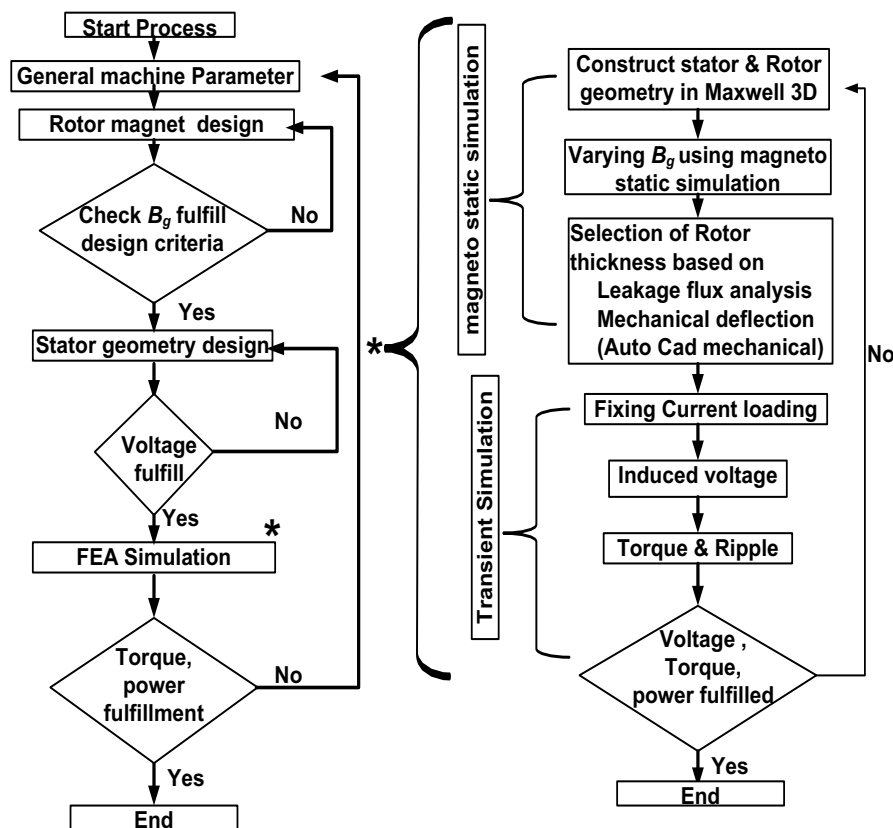 Start Process
General machine Parameter
Rotor magnet design
Check Bg fulfill
design criteria
No
Yes
Stator geometry design
No
Voltage
fulfill
Yes
*
FEA Simulation
Torque,
power
fulfillment
No
Yes
End
*
magneto static simulation
Transient Simulation
Construct stator & Rotor
geometry in Maxwell 3D
Varying Bg using magneto
static simulation
Selection of Rotor
thickness based on
Leakage flux analysis
Mechanical deflection
(Auto Cad mechanical)
No
Fixing Current loading
Induced voltage
Torque & Ripple
Voltage ,
Torque,
power fulfilled
Yes
End